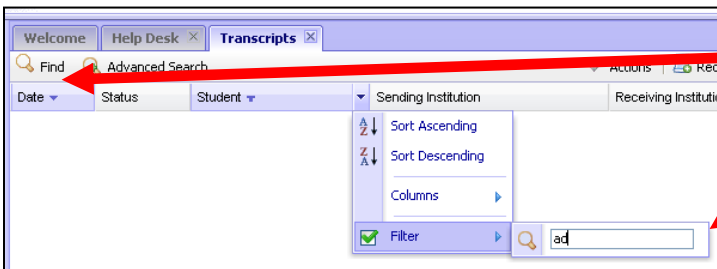 Welcome Help Desk Transcripts
Find Advanced Search Actions
Date Status Student Sending Institution Receiving
Sort Ascending
Sort Descending
Columns
Filter ad